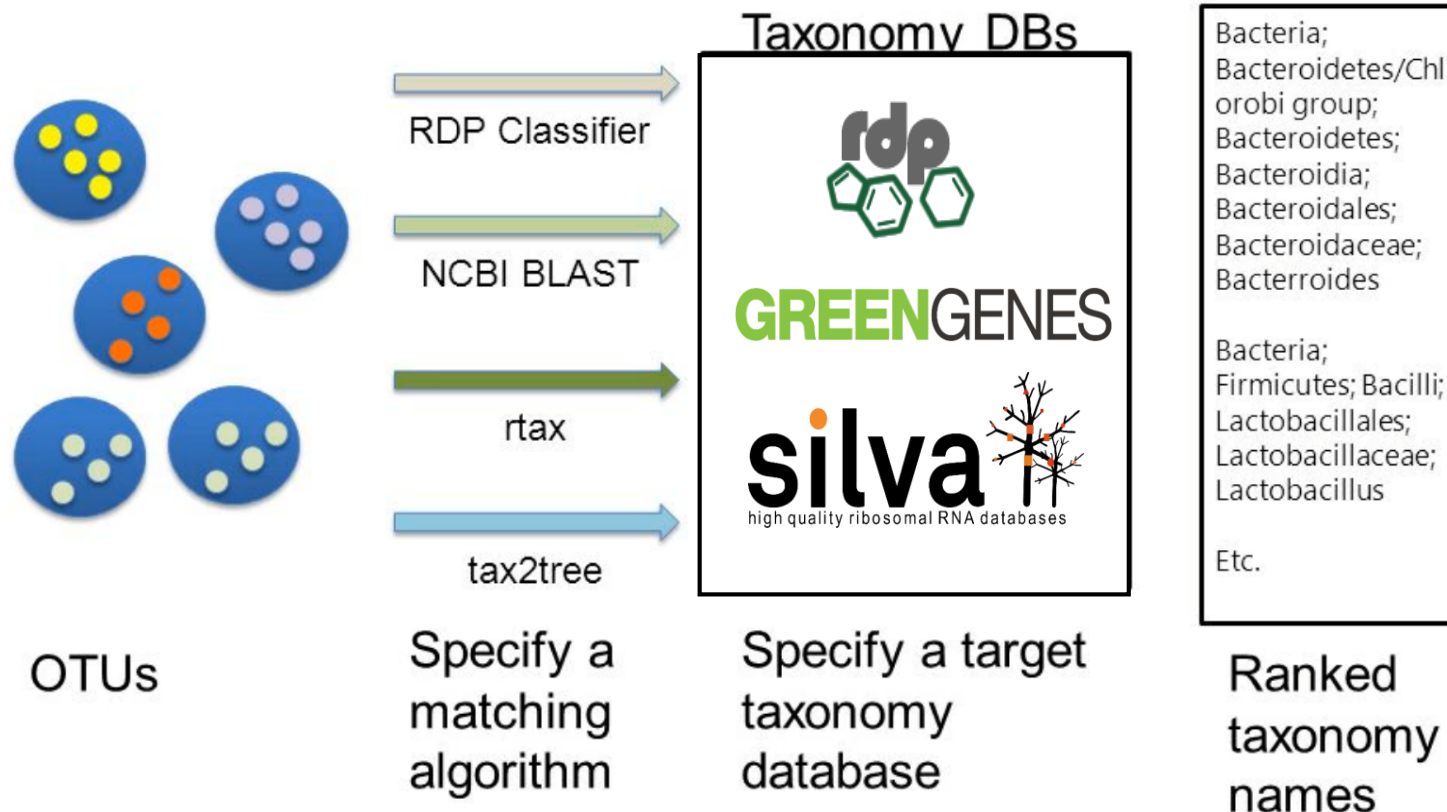 Taxonomy DBs
RDP Classifier
NCBI BLAST
rtax
tax2tree
rdp
GREENGENES
silva
high quality ribosomal RNA databases
Bacteria;
Bacteroidetes/Chl
orobi group;
Bacteroidetes;
Bacteroidia;
Bacteroidales;
Bacteroidaceae;
Bacterroides
Bacteria;
Firmicutes; Bacilli;
Lactobacillales;
Lactobacillaceae;
Lactobacillus
Etc.
OTUs
Specify a
matching
algorithm
Specify a target
taxonomy
database
Ranked
taxonomy
names